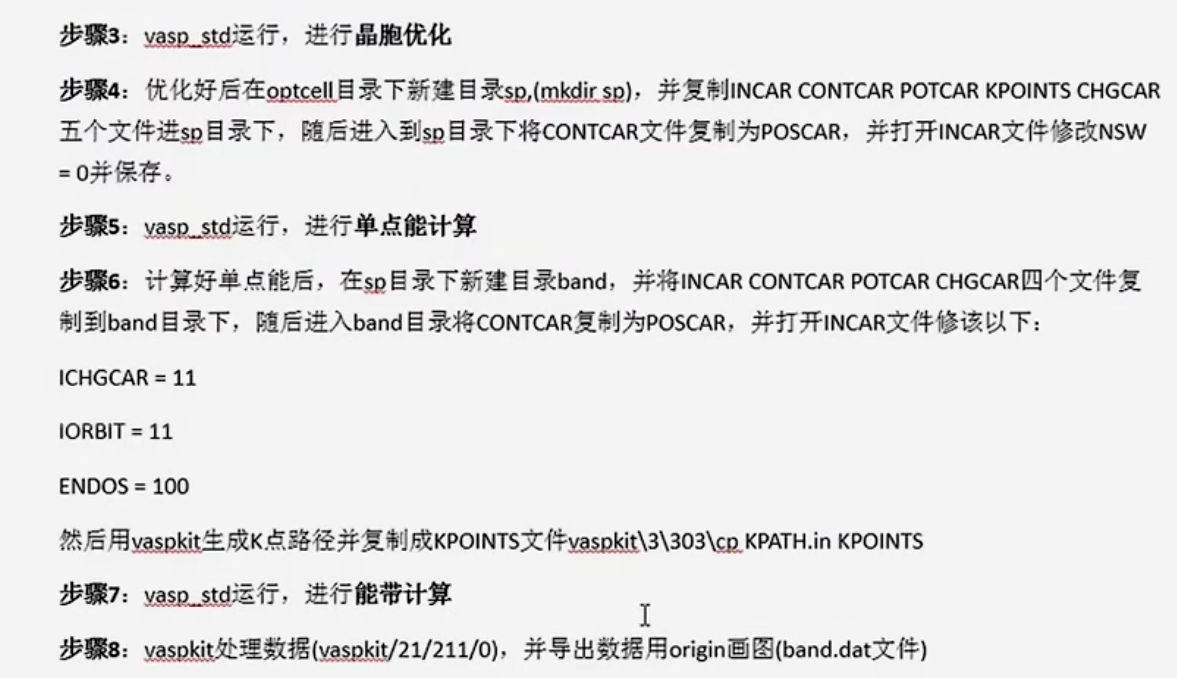 步骤3：vasp_std运行，进行晶胞优化
步骤4：优化好后在optcell目录下新建目录sp,(mkdir sp)，并复制INCAR CONTCAR POTCAR KPOINTS CHGCAR
五个文件进sp目录下，随后进入到sp目录下将CONTCAR文件复制为POSCAR，并打开INCAR文件修改NSW
= 0并保存。
步骤5：vasp_std运行，进行单点能计算
步骤6：计算好单点能后，在sp目录下新建目录band，并将INCAR CONTCAR POTCAR CHGCAR四个文件复
制到band目录下，随后进入band目录将CONTCAR复制为POSCAR，并打开INCAR文件修该以下：
ICHGCAR = 11
IORBIT = 11
ENDOS = 100
然后用vaspkit生成K点路径并复制成KPOINTS文件vaspkit\3\303\cp KPATH.in KPOINTS
步骤7：vasp_std运行，进行能带计算
步骤8：vaspkit处理数据(vaspkit/21/211/0)，并导出数据用origin画图(band.dat文件)